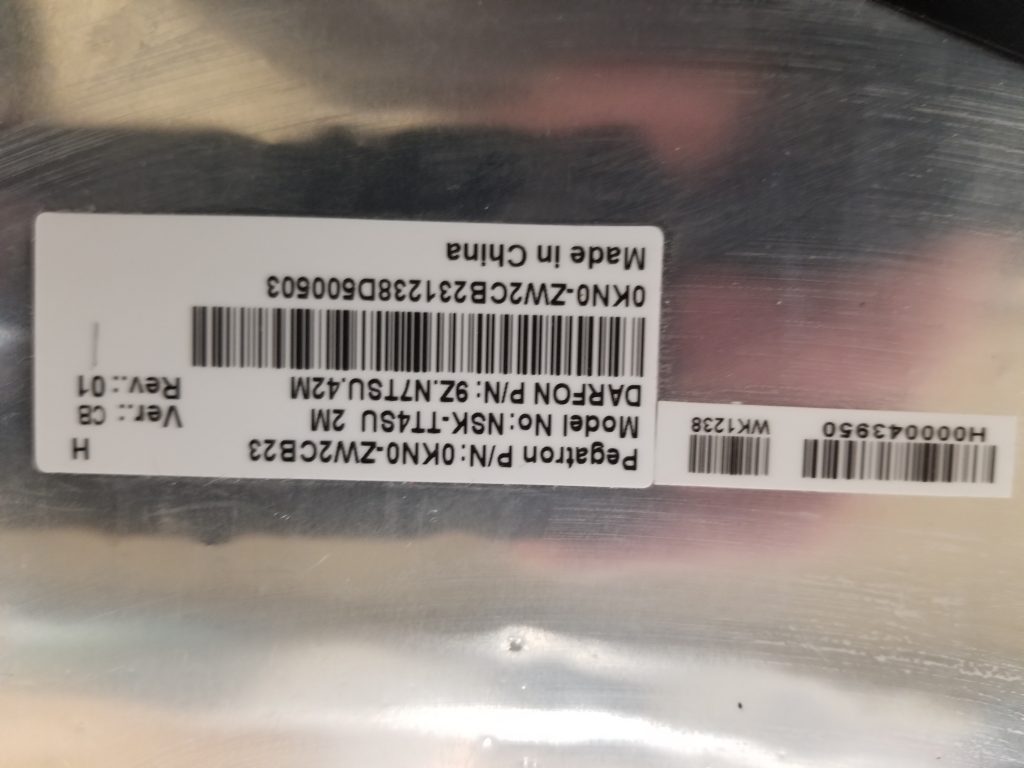 Pegatron P/N:0KN0-ZW2CB23 H
Model No:NSK-TT4SU 2M Ver.: CB
DARFON P/N:9Z.N7TSU.42M Rev.:01
0KN0-ZW2CB231238D500603
Made in China
H000043950 WK1238